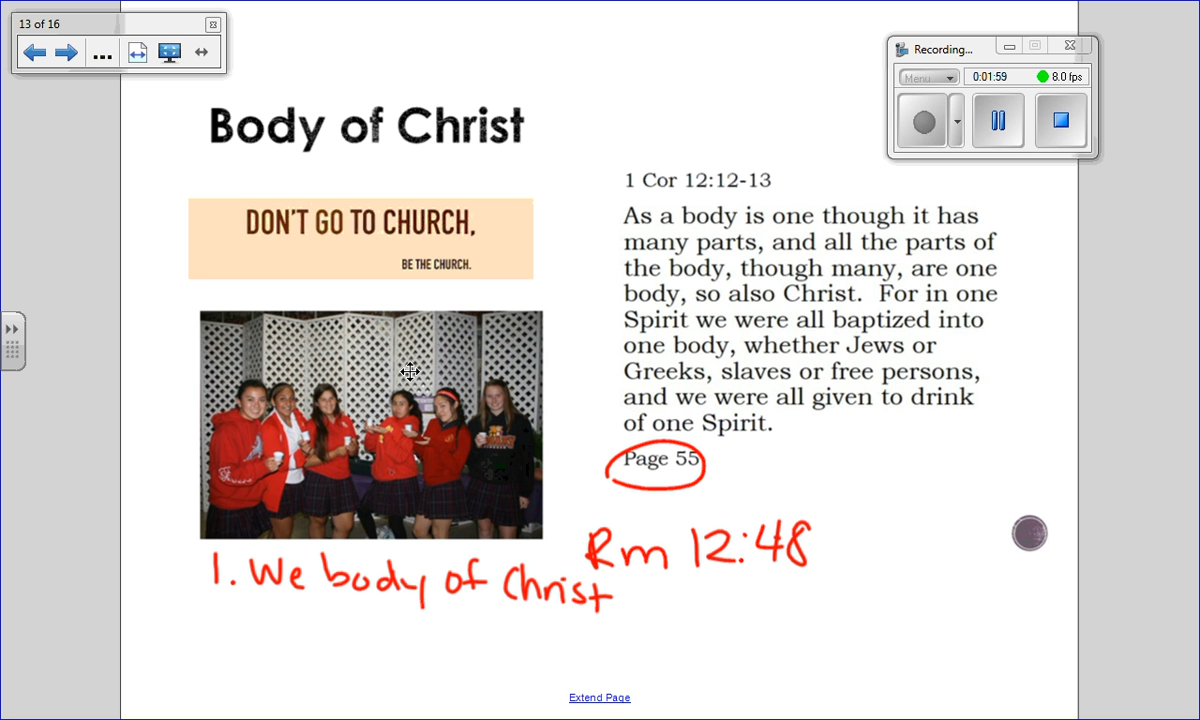 13 of 16
Recording...
Menu
0:01:59
8.0 fps
Body of Christ
DON'T GO TO CHURCH,
BE THE CHURCH.
1 Cor 12:12-13
As a body is one though it has
many parts, and all the parts of
the body, though many, are one
body, so also Christ. For in one
Spirit we were all baptized into
one body, whether Jews or
Greeks, slaves or free persons,
and we were all given to drink
of one Spirit.
Page 55
Rm 12:48
1. We body of Christ
Extend Page